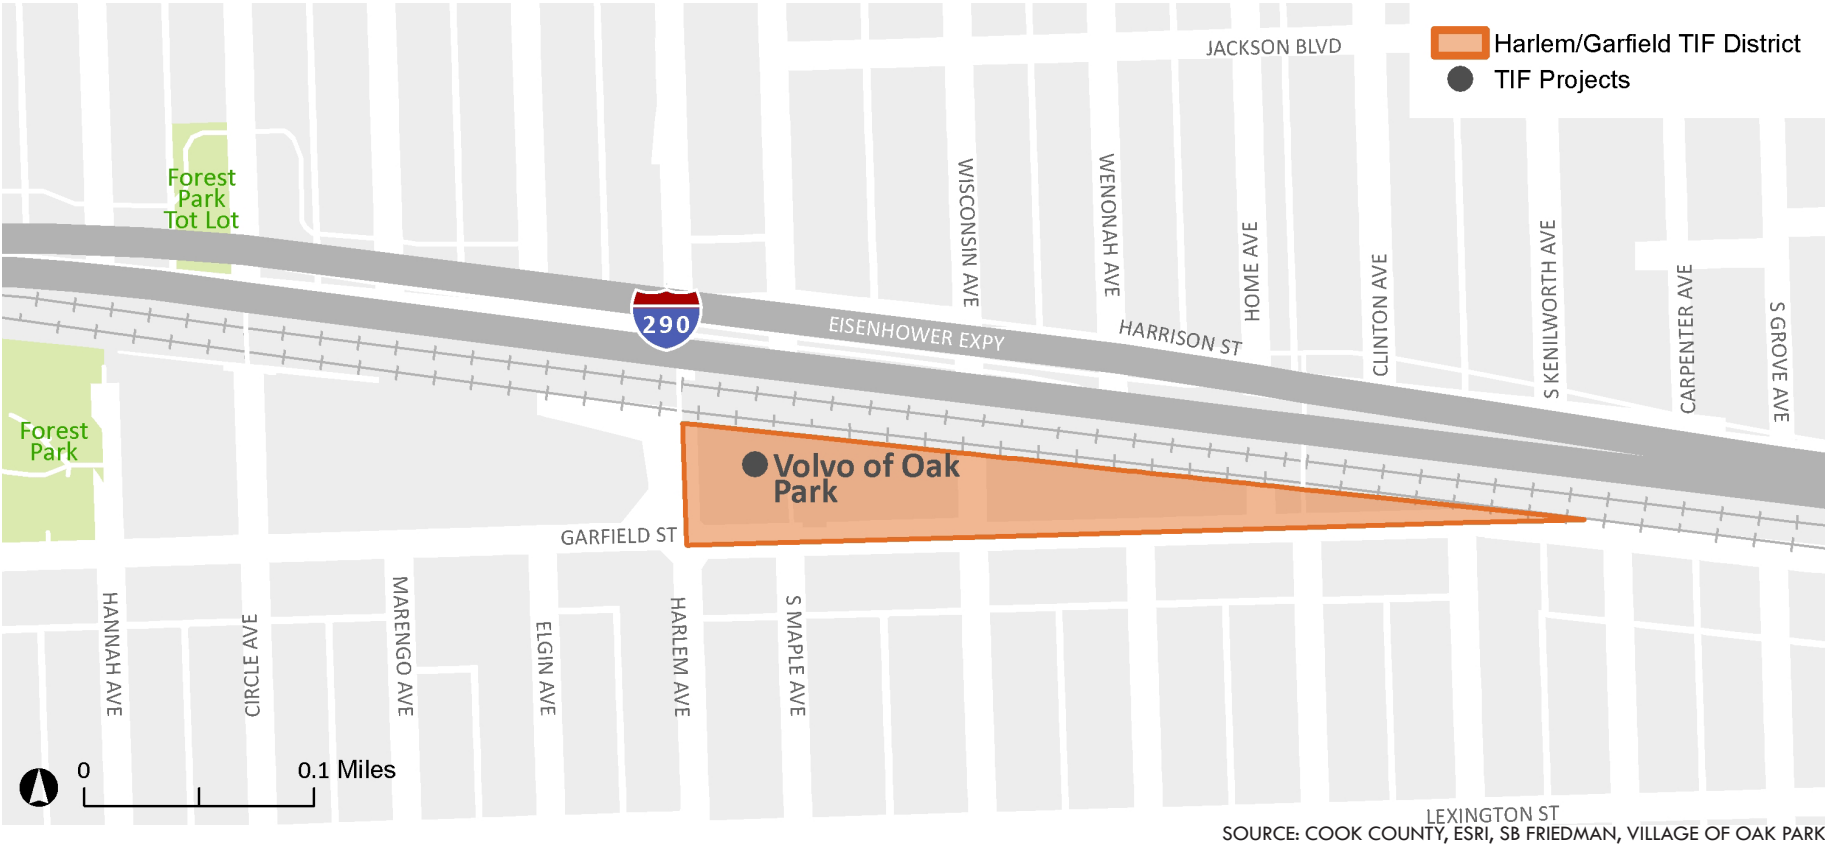 JACKSON BLVD
Harlem/Garfield TIF District
TIF Projects
Forest
Park
Tot Lot
WISCONSIN AVE
WENONAH AVE
HOME AVE
CLINTON AVE
S KENILWORTH AVE
CARPENTER AVE
S GROVE AVE
290
EISENHOWER EXPY
HARRISON ST
Forest
Park
Volvo of Oak
Park
GARFIELD ST
HANNAH AVE
CIRCLE AVE
MARENGO AVE
ELGIN AVE
HARLEM AVE
S MAPLE AVE
0 0.1 Miles
LEXINGTON ST
SOURCE: COOK COUNTY, ESRI, SB FRIEDMAN, VILLAGE OF OAK PARK